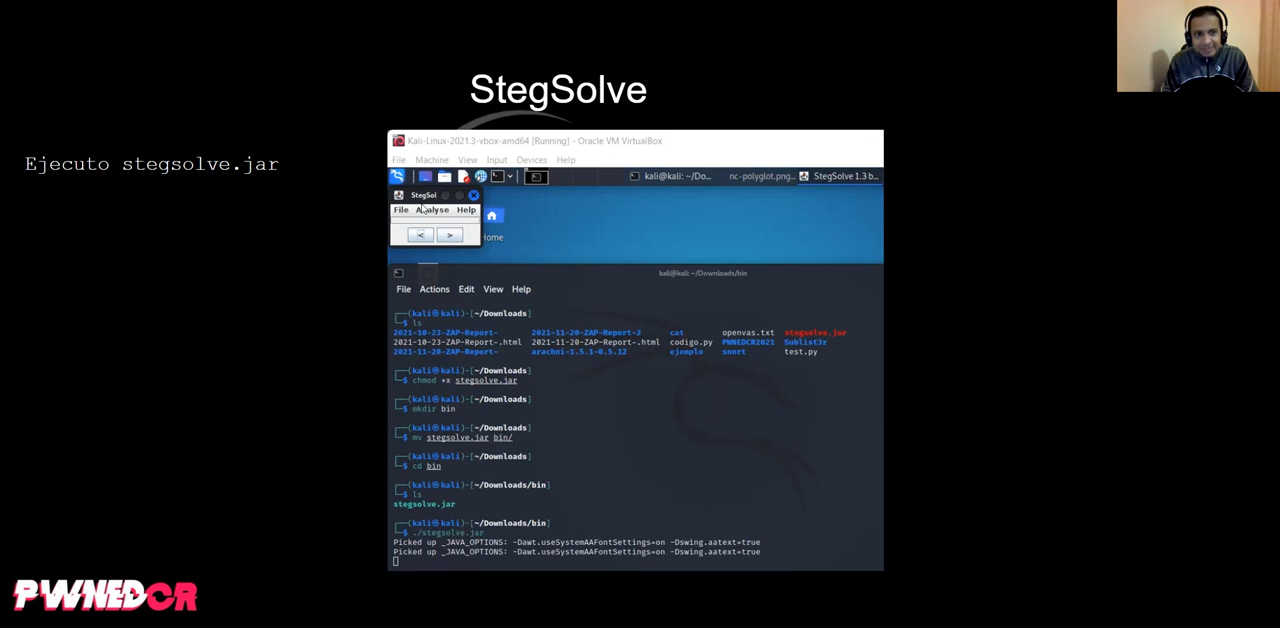 StegSolve
Ejecuto stegsolve.jar
Kali-Linux-2021.3-vbox-amd64 [Running] - Oracle VM VirtualBox
File Machine View Input Devices Help
kali@kali: ~/Do... nc-polyglot.png... StegSolve 1.3 b...
StegSol
File Analyse Help
< >
Home
kali@kali: ~/Downloads/bin
File Actions Edit View Help
┌──(kali㉿kali)-[~/Downloads]
└─$ ls
2021-10-23-ZAP-Report- 2021-11-20-ZAP-Report-2 cat openvas.txt stegsolve.jar
2021-10-23-ZAP-Report-.html 2021-11-20-ZAP-Report-.html codigo.py PWNEDCR2021 Sublist3r
2021-11-20-ZAP-Report- arachni-1.5.1-0.5.12 ejemplo snort test.py
┌──(kali㉿kali)-[~/Downloads]
└─$ chmod +x stegsolve.jar
┌──(kali㉿kali)-[~/Downloads]
└─$ mkdir bin
┌──(kali㉿kali)-[~/Downloads]
└─$ mv stegsolve.jar bin/
┌──(kali㉿kali)-[~/Downloads]
└─$ cd bin
┌──(kali㉿kali)-[~/Downloads/bin]
└─$ ls
stegsolve.jar
┌──(kali㉿kali)-[~/Downloads/bin]
└─$ ./stegsolve.jar
Picked up _JAVA_OPTIONS: -Dawt.useSystemAAFontSettings=on -Dswing.aatext=true
Picked up _JAVA_OPTIONS: -Dawt.useSystemAAFontSettings=on -Dswing.aatext=true
PWNEDCR